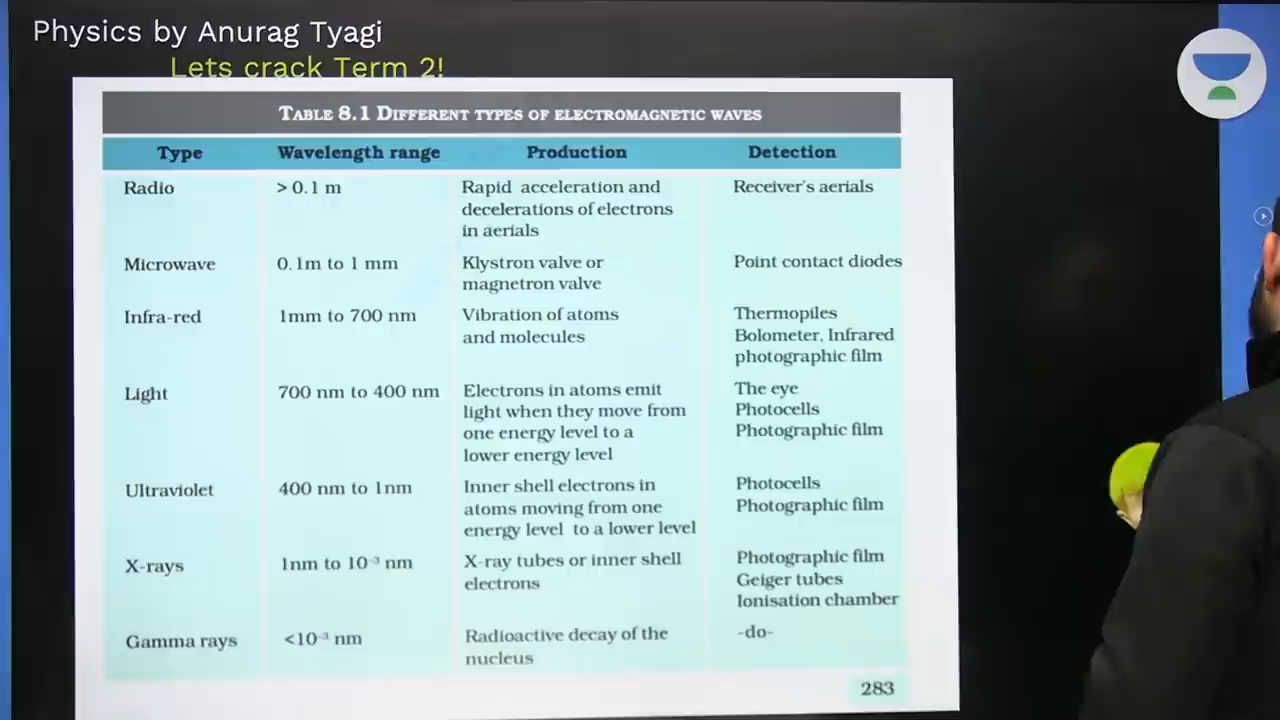 Physics by Anurag Tyagi
Lets crack Term 2!
TABLE 8.1 DIFFERENT TYPES OF ELECTROMAGNETIC WAVES
Type Wavelength range Production Detection
Radio > 0.1 m Rapid acceleration and Receiver's aerials
decelerations of electrons
in aerials
Microwave 0.1m to 1 mm Klystron valve or Point contact diodes
magnetron valve
Infra-red 1mm to 700 nm Vibration of atoms Thermopiles
and molecules Bolometer, Infrared
photographic film
Light 700 nm to 400 nm Electrons in atoms emit The eye
light when they move from Photocells
one energy level to a Photographic film
lower energy level
Ultraviolet 400 nm to 1nm Inner shell electrons in Photocells
atoms moving from one Photographic film
energy level to a lower level
X-rays 1nm to 10⁻³ nm X-ray tubes or inner shell Photographic film
electrons Geiger tubes
Ionisation chamber
Gamma rays <10⁻³ nm Radioactive decay of the -do-
nucleus
283